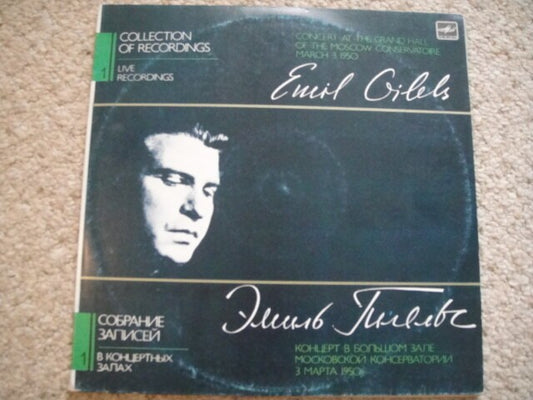 COLLECTION
OF RECORDINGS
1
LIVE
RECORDINGS
CONCERT AT THE GRAND HALL
OF THE MOSCOW CONSERVATOIRE
MARCH 3, 1950
Emil Gilels
Эмиль Гилельс
СОБРАНИЕ
ЗАПИСЕЙ
1
В КОНЦЕРТНЫХ
ЗАЛАХ
КОНЦЕРТ В БОЛЬШОМ ЗАЛЕ
МОСКОВСКОЙ КОНСЕРВАТОРИИ
3 МАРТА 1950